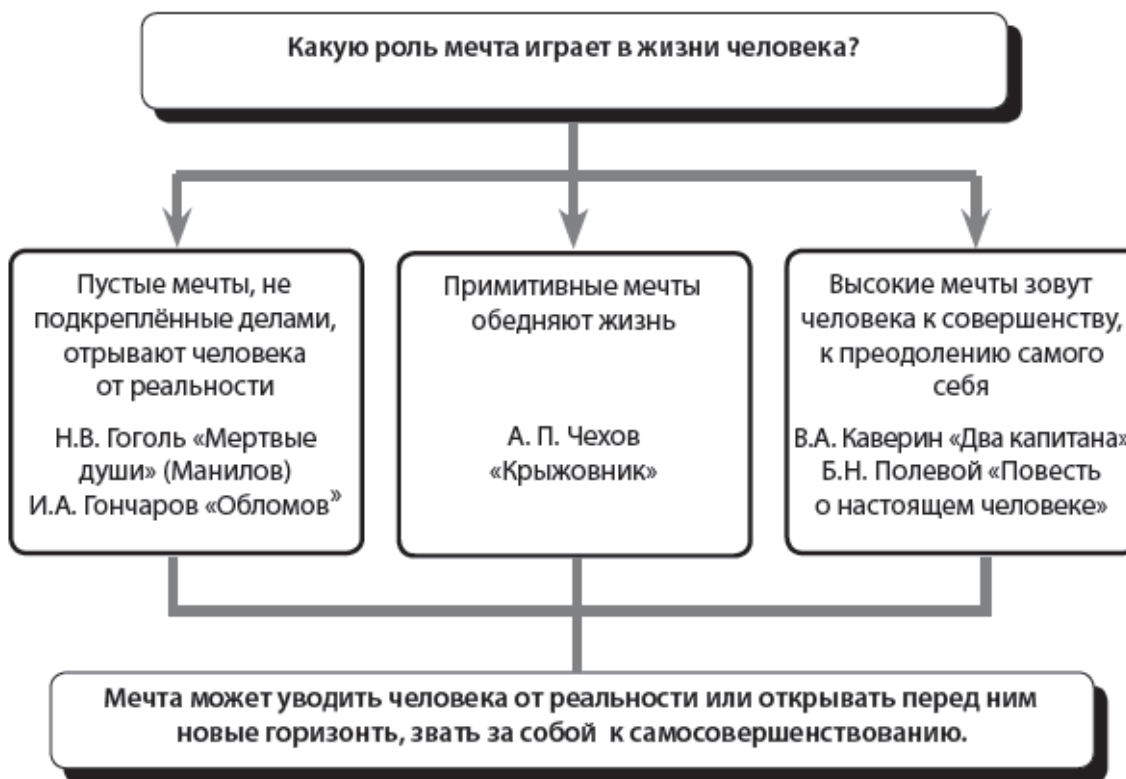 Какую роль мечта играет в жизни человека?
Пустые мечты, не
подкреплённые делами,
отрывают человека
от реальности
Н.В. Гоголь «Мертвые
души» (Манилов)
И.А. Гончаров «Обломов»
Примитивные мечты
обедняют жизнь
А. П. Чехов
«Крыжовник»
Высокие мечты зовут
человека к совершенству,
к преодолению самого
себя
В.А. Каверин «Два капитана»
Б.Н. Полевой «Повесть
о настоящем человеке»
Мечта может уводить человека от реальности или открывать перед ним
новые горизонть, звать за собой к самосовершенствованию.